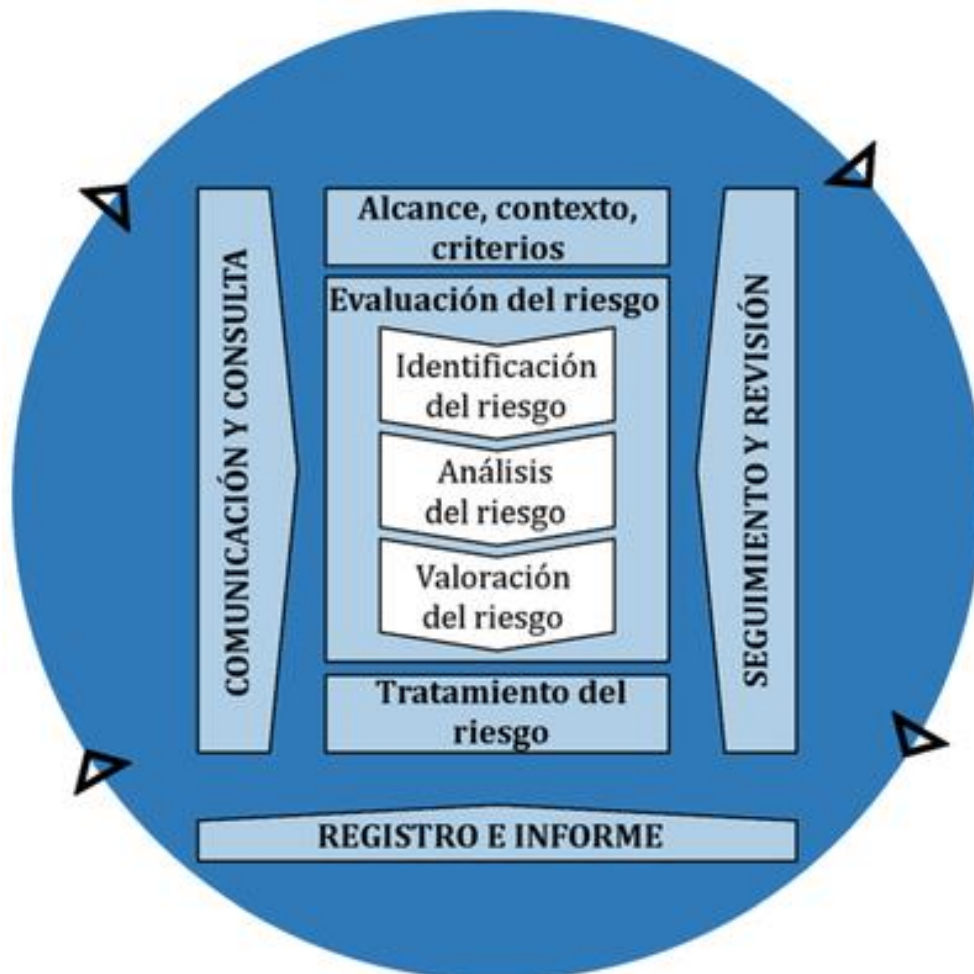 Alcance, contexto,
criterios
Evaluación del riesgo
Identificación
del riesgo
Análisis
del riesgo
Valoración
del riesgo
Tratamiento del
riesgo
COMUNICACIÓN Y CONSULTA
SEGUIMIENTO Y REVISIÓN
REGISTRO E INFORME